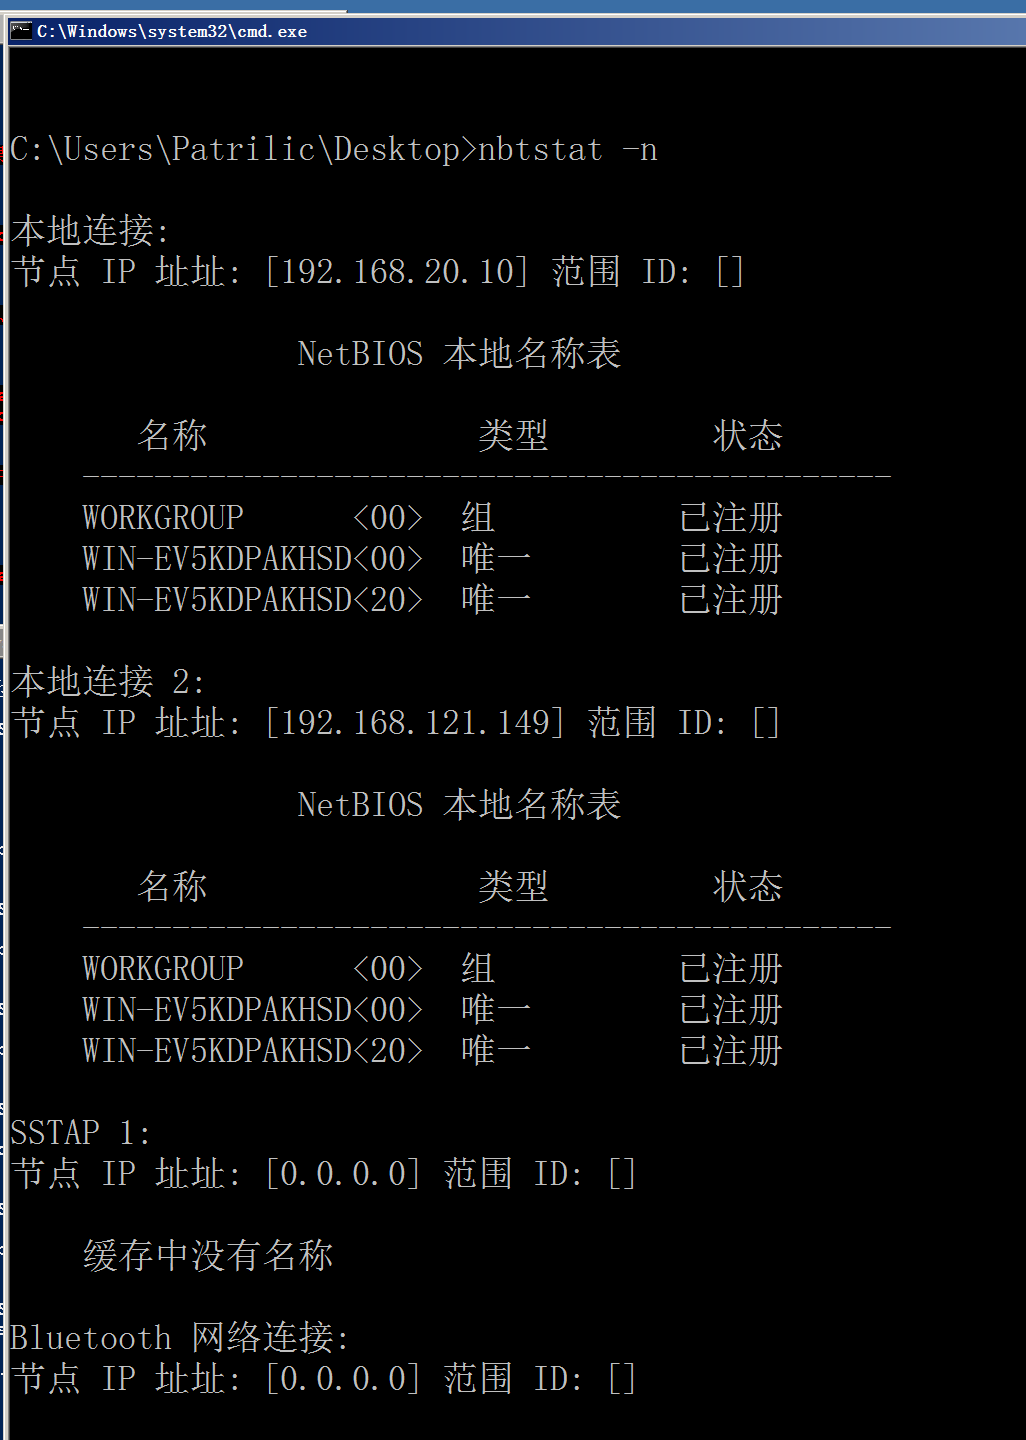 C:\Windows\system32\cmd.exe
C:\Users\Patrilic\Desktop>nbtstat -n
本地连接:
节点 IP 址址: [192.168.20.10] 范围 ID: []
NetBIOS 本地名称表
名称 类型 状态
---------------------------------------------
WORKGROUP <00> 组 已注册
WIN-EV5KDPAKHSD<00> 唯一 已注册
WIN-EV5KDPAKHSD<20> 唯一 已注册
本地连接 2:
节点 IP 址址: [192.168.121.149] 范围 ID: []
NetBIOS 本地名称表
名称 类型 状态
---------------------------------------------
WORKGROUP <00> 组 已注册
WIN-EV5KDPAKHSD<00> 唯一 已注册
WIN-EV5KDPAKHSD<20> 唯一 已注册
SSTAP 1:
节点 IP 址址: [0.0.0.0] 范围 ID: []
缓存中没有名称
Bluetooth 网络连接:
节点 IP 址址: [0.0.0.0] 范围 ID: []